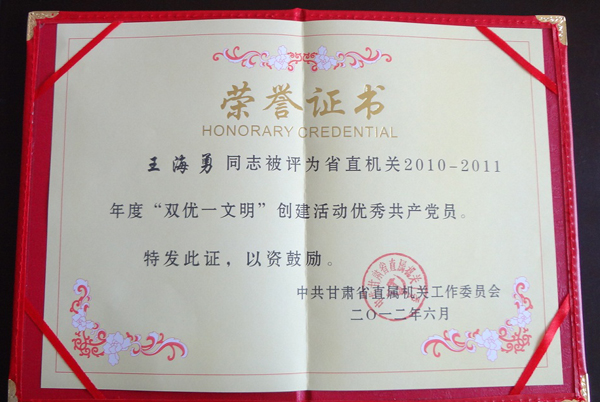 荣誉证书
HONORARY CREDENTIAL
王海勇同志被评为省直机关2010-2011
年度“双优一文明”创建活动优秀共产党员。
特发此证，以资鼓励。
中共甘肃省直属机关工作委员会
二〇一二年六月